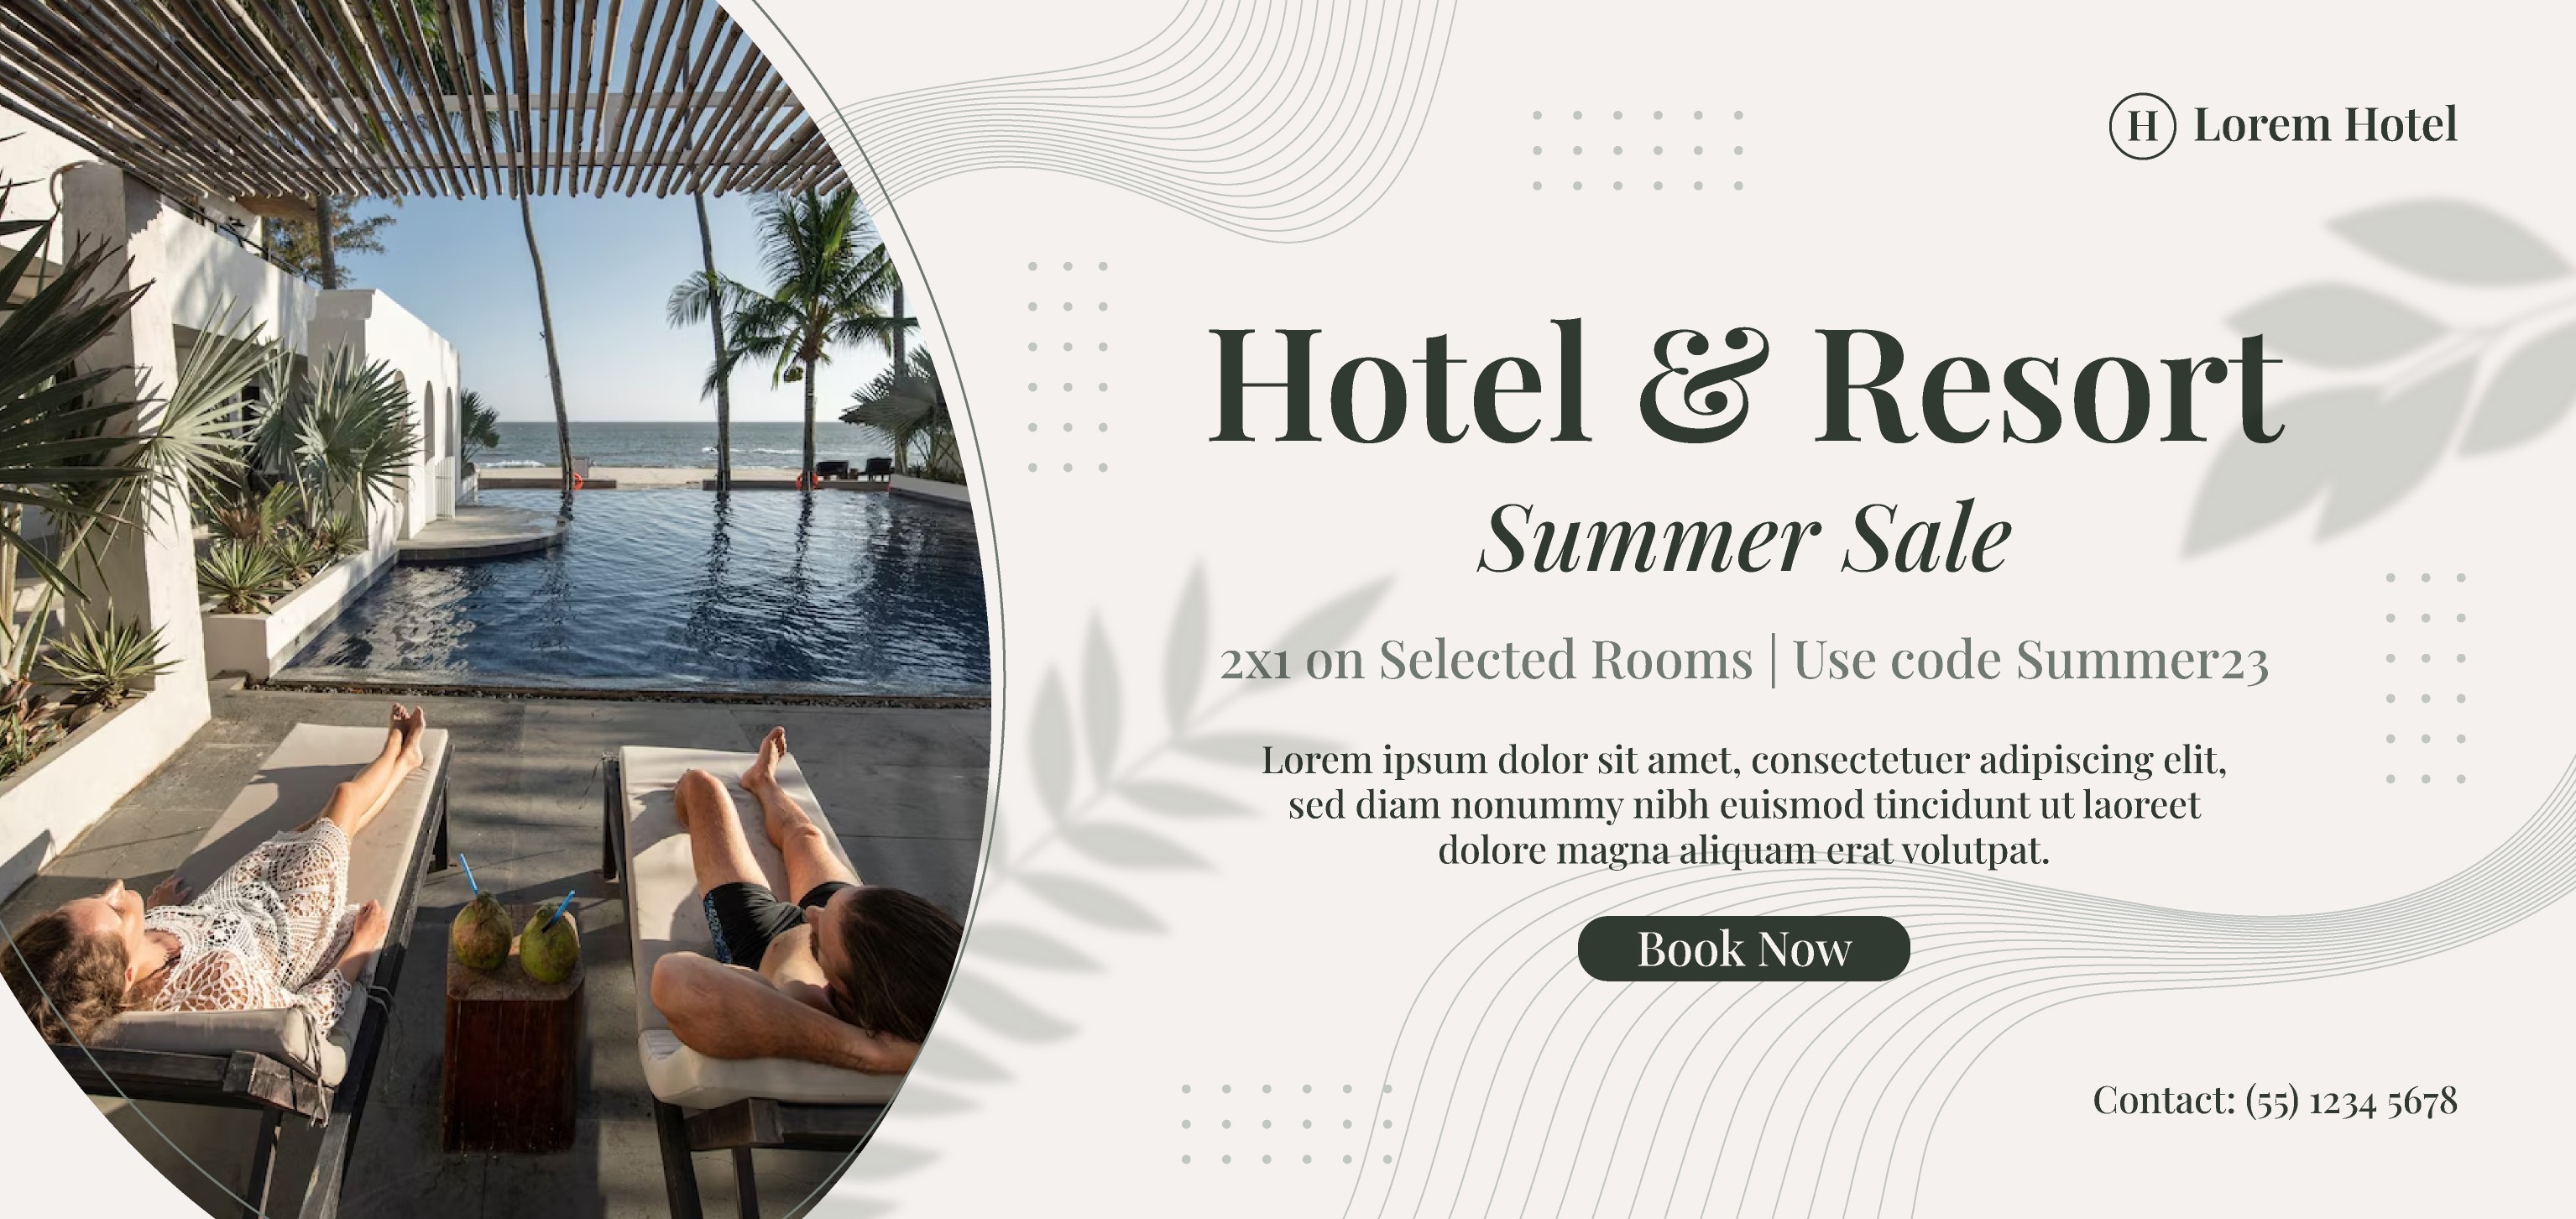 H Lorem Hotel
Hotel & Resort
Summer Sale
2x1 on Selected Rooms | Use code Summer23
Lorem ipsum dolor sit amet, consectetuer adipiscing elit,
sed diam nonummy nibh euismod tincidunt ut laoreet
dolore magna aliquam erat volutpat.
Book Now
Contact: (55) 1234 5678